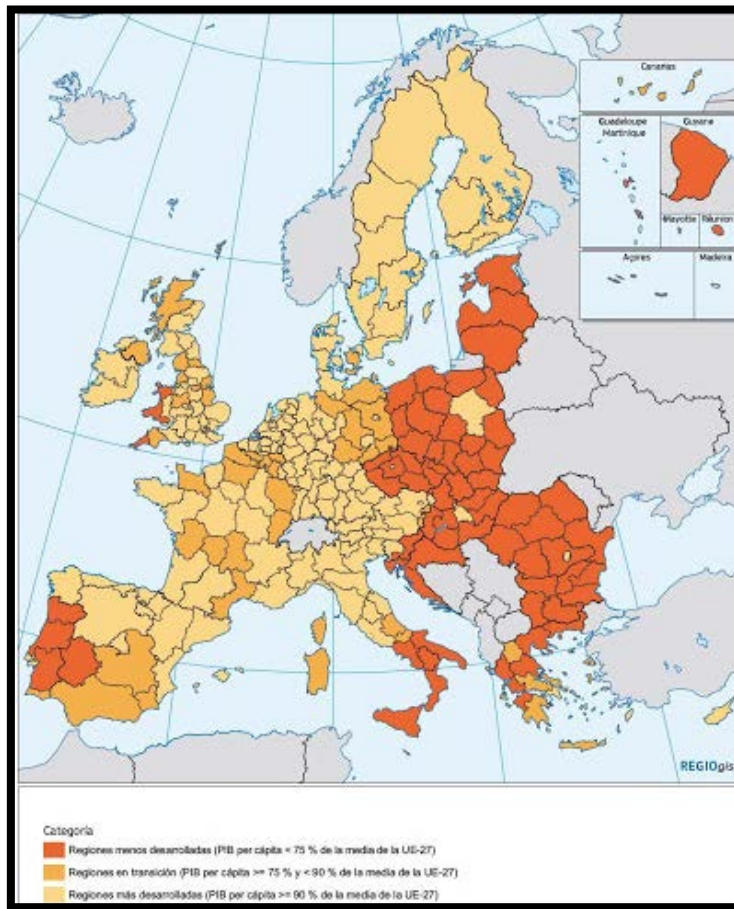 Canarias
Guadeloupe
Martinique
Guyane
Mayotte
Réunion
Açores
Madeira
REGIOgis
Categoría
Regiones menos desarrolladas (PIB per cápita < 75 % de la media de la UE-27)
Regiones en transición (PIB per cápita >= 75 % y < 90 % de la media de la UE-27)
Regiones más desarrolladas (PIB per cápita >= 90 % de la media de la UE-27)